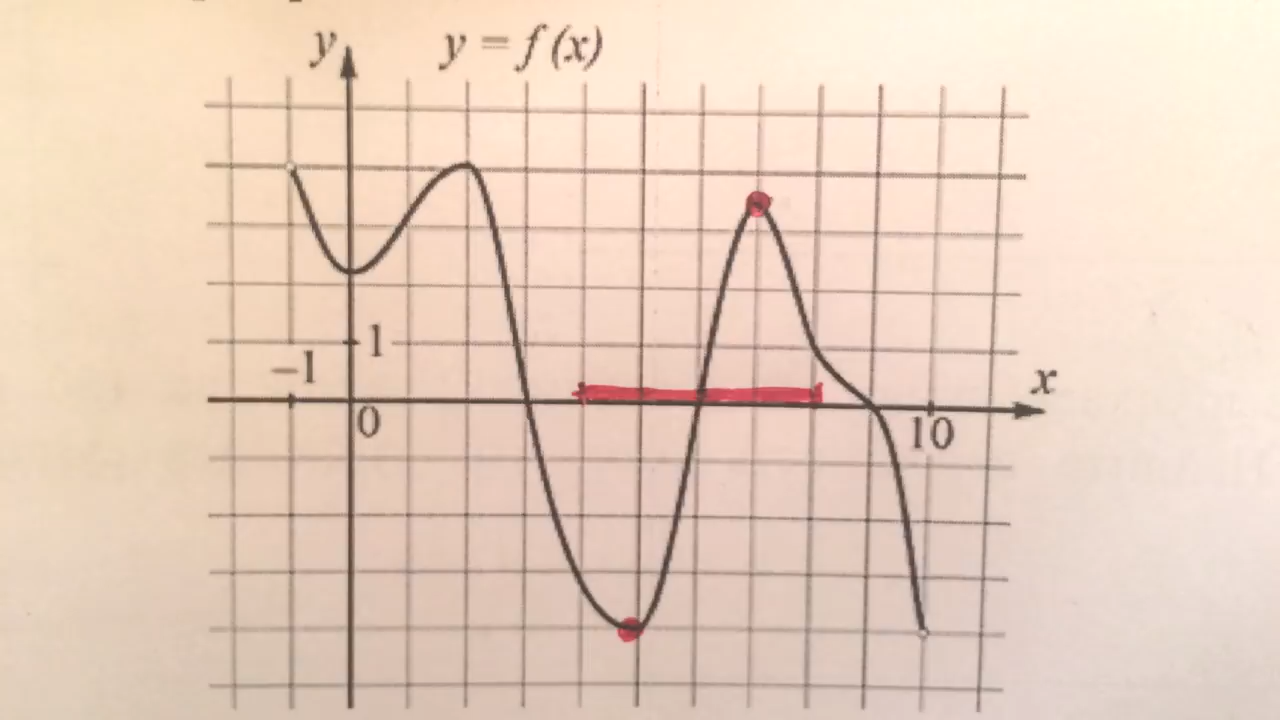 y y = f(x)
1
−1 x
0 10